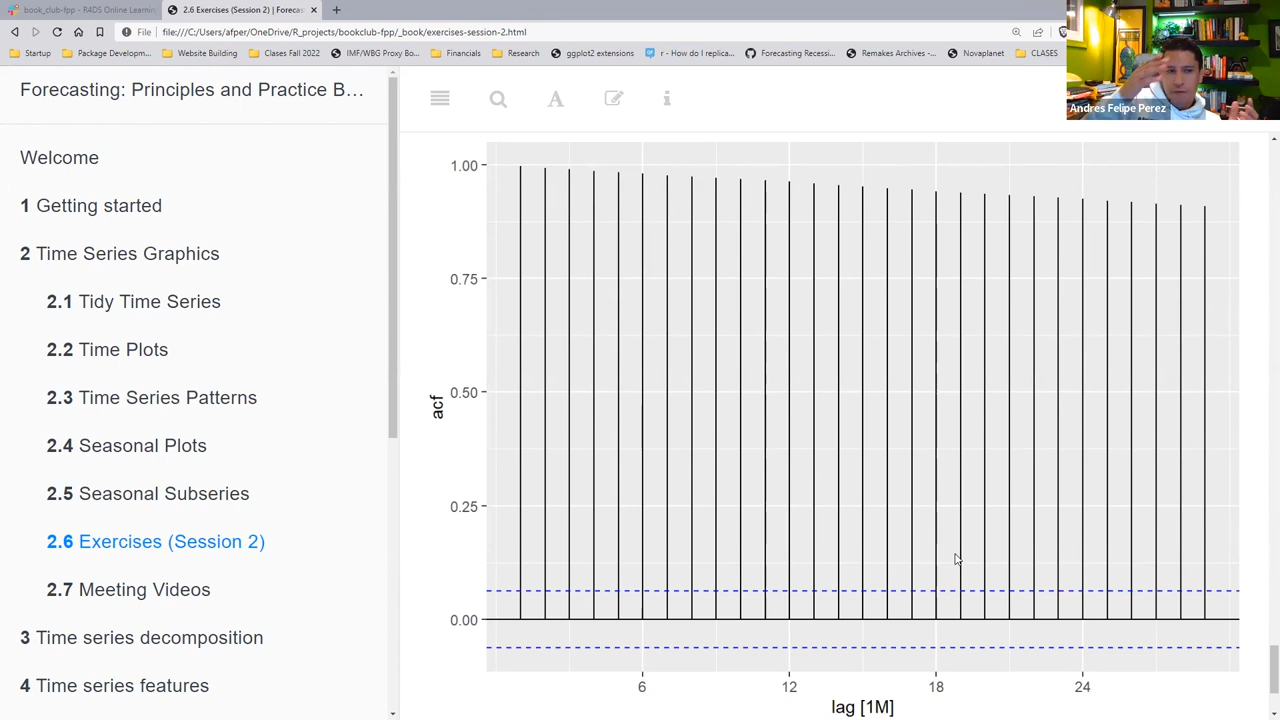 book_club-fpp - R4DS Online Learnin
2.6 Exercises (Session 2) | Foreca
File
file:///C:/Users/afper/OneDrive/R_projects/bookclub-fpp/_book/exercises-session-2.html
Startup
Package Developm...
Website Building
Clases Fall 2022
IMF/WBG Proxy Bo...
Research
ggplot2 extensions
r - How do I replica...
Forecasting Recessi...
Remakes Archives -...
Novaplanet
CLASES
Andres Felipe Perez
Forecasting: Principles and Practice B...
Welcome
1 Getting started
2 Time Series Graphics
2.1 Tidy Time Series
2.2 Time Plots
2.3 Time Series Patterns
2.4 Seasonal Plots
2.5 Seasonal Subseries
2.6 Exercises (Session 2)
2.7 Meeting Videos
3 Time series decomposition
4 Time series features
A
i
1.00
0.75
0.50
0.25
0.00
acf
6
12
18
24
lag [1M]